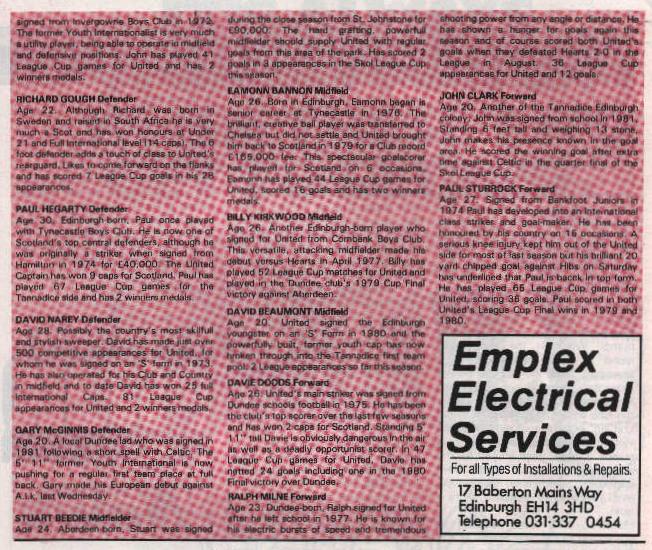 signed from Invergowrie Boys Club in 1972.
The former Youth Internationalist is very much
a utility player, being able to operate in midfield
and defensive positions. John has played 41
League Cup games for United and has 2
winners medals.
RICHARD GOUGH Defender
Age 22. Although Richard was born in
Sweden and raised in South Africa he is very
much a Scot and has won honours at Under
21 and Full International level (14 caps). The 6
foot defender adds a touch of class to United's
rearguard. Likes to come forward on the flanks
and has scored 7 League Cup goals in his 28
appearances.
PAUL HEGARTY Defender
Age. 30. Edinburgh-born, Paul once played
with Tynecastle Boys Club. He is now one of
Scotland's top central defenders, although he
was originally a striker when signed from
Hamilton in 1974 for £40,000. The United
Captain has won 9 caps for Scotland. Paul has
played 67 League Cup games for the
Tannadice side and has 2 winners medals.
DAVID NAREY Defender
Age 28. Possibly the country's most skilfull
and stylish sweeper. David has made just over
500 competitive appearances for United, for
whom he was signed on an 'S' form in 1973.
He has also operated for his Club and Country
in midfield and to date David has won 25 full
International Caps. 81 League Cup
appearances for United and 2 winners medals.
GARY McGINNIS Defender
Age 20. A local Dundee lad who was signed in
1981 following a short spell with Celtic. The
5' 11" former Youth International is now
pushing for a regular first team place at full
back. Gary made his European debut against
A.I.k. last Wednesday.
STUART BEEDIE Midfielder
Age 24. Aberdeen-born, Stuart was signed
during the close season from St. Johnstone for
£90,000. The hard grafting, powerful
midfielder should supply United with regular
goals from this area of the park. Has scored 2
goals in 3 appearances in the Skol League Cup
this season.
EAMONN BANNON Midfield
Age 26. Born in Edinburgh, Eamonn began is
senior career at Tynecastle in 1976. The
brilliant, creative ball player was transferred to
Chelsea but did not settle and United brought
him back to Scotland in 1979 for a Club record
£165,000 fee. This spectacular goalscorer
has played for Scotland on 6 occasions.
Eamonn has played 44 League Cup games for
United, scored 16 goals and has two winners
medals.
BILLY KIRKWOOD Midfield
Age 26. Another Edinburgh-born player who
signed for United from Cornbank Boys Club.
This versatile, attacking midfielder made his
debut versus Hearts in April 1977. Billy has
played 52 League Cup matches for United and
played in the Dundee club's 1979 Cup Final
victory against Aberdeen.
DAVID BEAUMONT Midfield
Age 20. United signed the Edinburgh
youngster on an 'S' Form in 1980 and the
powerfully, built, former youth cap has now
broken through into the Tannadice first team
pool. 2 League appearances so far this season.
DAVIE DODDS Forward
Age 26. United's main striker was signed from
Dundee schools football in 1975. He has been
the club's top scorer over the last few seasons
and has won 2 caps for Scotland. Standing 5'
11" tall Davie is obviously dangerous in the air
as well as a deadly opportunist scorer. In 47
League Cup games for United, Davie has
netted 24 goals including one in the 1980
Final victory over Dundee.
RALPH MILNE Forward
Age 23. Dundee-born, Ralph signed for United
after he left school in 1977. He is known for
his electric bursts of speed and tremendous
shooting power from any angle or distance. He
has shown a hunger for goals again this
season and of course scored both United's
goals when they defeated Hearts 2-0 in the
League in August. 36 League Cup
appearances for United and 12 goals.
JOHN CLARK Forward
Age 20. Another of the Tannadice Edinburgh
colony, John was signed from school in 1981.
Standing 6 feet tall and weighing 13 stone,
John makes his presence known in the goal
area. He scored the winning goal after extra
time against Celtic in the quarter final of the
Skol League Cup.
PAUL STURROCK Forward
Age 27. Signed from Bankfoot Juniors in
1974 Paul has developed into an International
class striker and goal-maker. He has been
honoured by his country on 16 occasions. A
serious knee injury kept him out of the United
side for most of last season but his brilliant 20
yard chipped goal against Hibs on Saturday
has underlined that Paul is back in top form.
He has played 65 League Cup games for
United, scoring 36 goals. Paul scored in both
United's League Cup Final wins in 1979 and
1980.
Emplex
Electrical
Services
For all Types of Installations & Repairs.
17 Baberton Mains Way
Edinburgh EH14 3HD
Telephone 031-337 0454